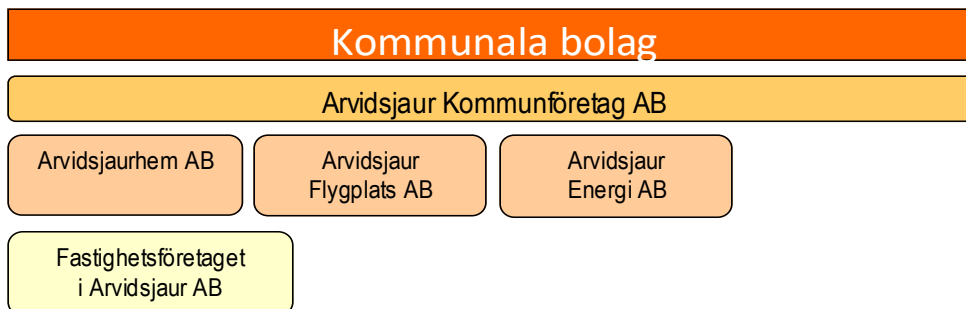 Kommunala bolag
Arvidsjaur Kommunföretag AB
Arvidsjaurhem AB
Arvidsjaur
Flygplats AB
Arvidsjaur
Energi AB
Fastighetsföretaget
i Arvidsjaur AB